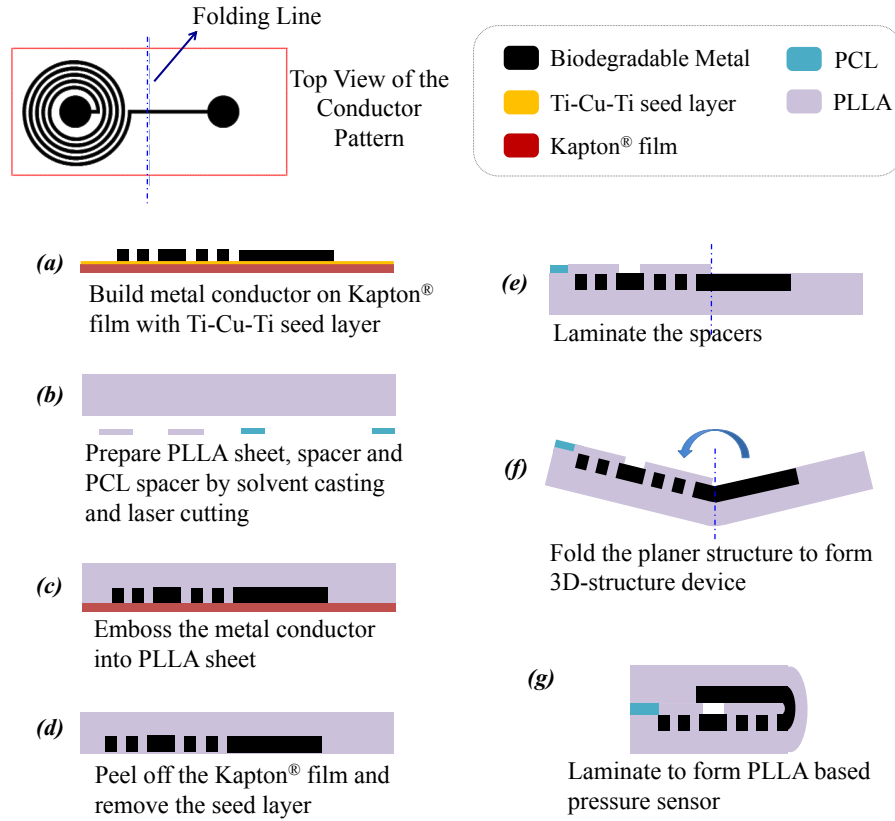 Folding Line
Top View of the
Conductor
Pattern
Biodegradable Metal
Ti-Cu-Ti seed layer
Kapton® film
PCL
PLLA
(a)
Build metal conductor on Kapton®
film with Ti-Cu-Ti seed layer
(b)
Prepare PLLA sheet, spacer and
PCL spacer by solvent casting
and laser cutting
(c)
Emboss the metal conductor
into PLLA sheet
(d)
Peel off the Kapton® film and
remove the seed layer
(e)
Laminate the spacers
(f)
Fold the planer structure to form
3D-structure device
(g)
Laminate to form PLLA based
pressure sensor